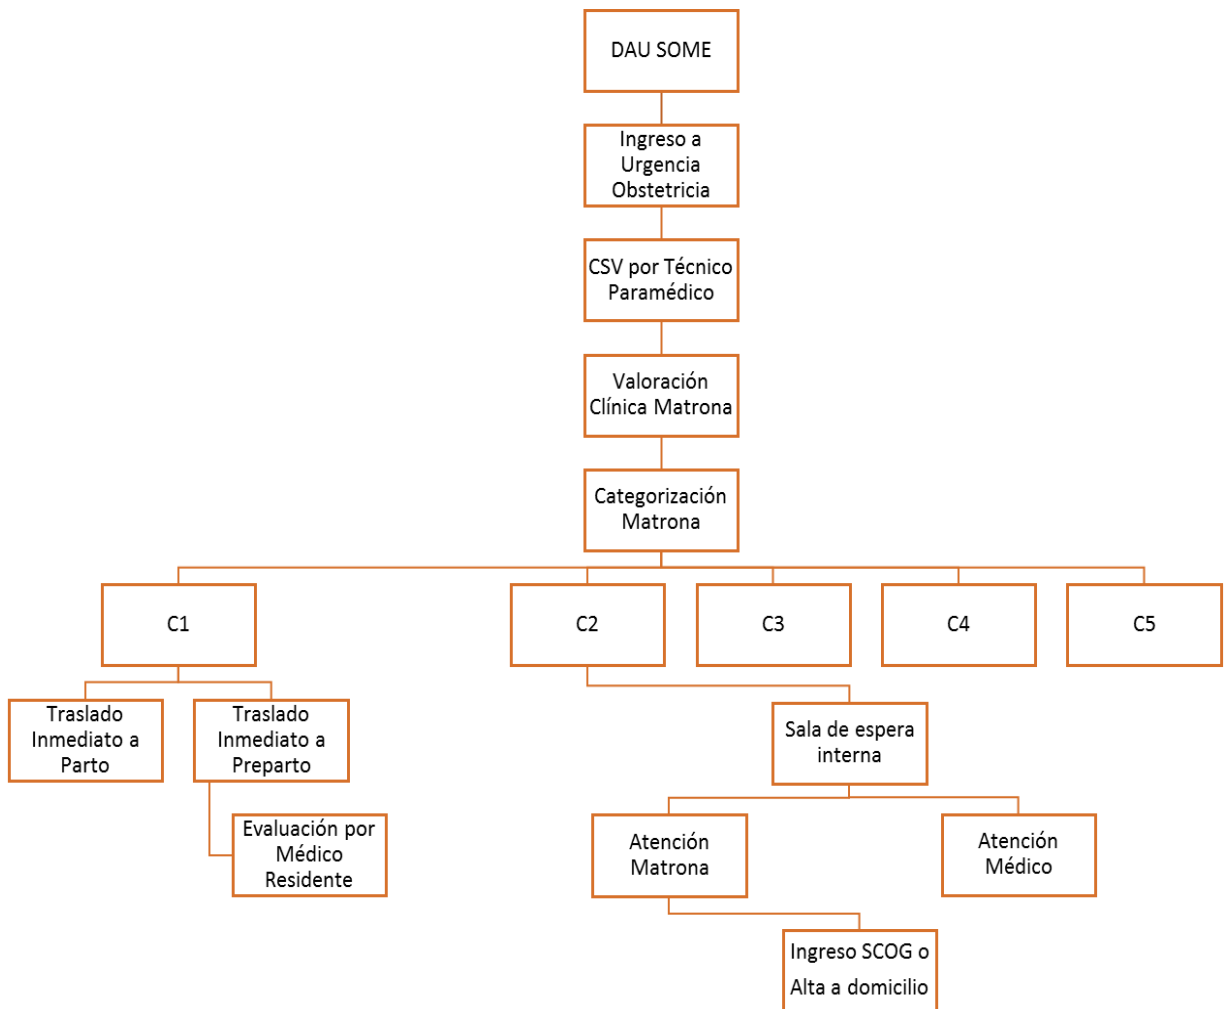 DAU SOME
Ingreso a
Urgencia
Obstetricia
CSV por Técnico
Paramédico
Valoración
Clínica Matrona
Categorización
Matrona
C1
C2
C3
C4
C5
Traslado
Inmediato a
Parto
Traslado
Inmediato a
Preparto
Evaluación por
Médico
Residente
Sala de espera
interna
Atención
Matrona
Atención
Médico
Ingreso SCOG o
Alta a domicilio